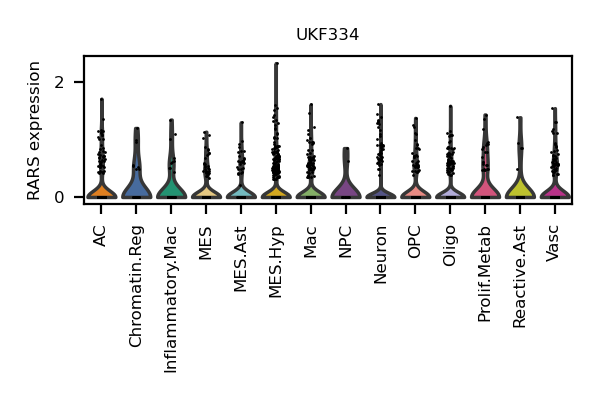 UKF334
RARS expression
2
0
AC
Chromatin.Reg
Inflammatory.Mac
MES
MES.Ast
MES.Hyp
Mac
NPC
Neuron
OPC
Oligo
Prolif.Metab
Reactive.Ast
Vasc